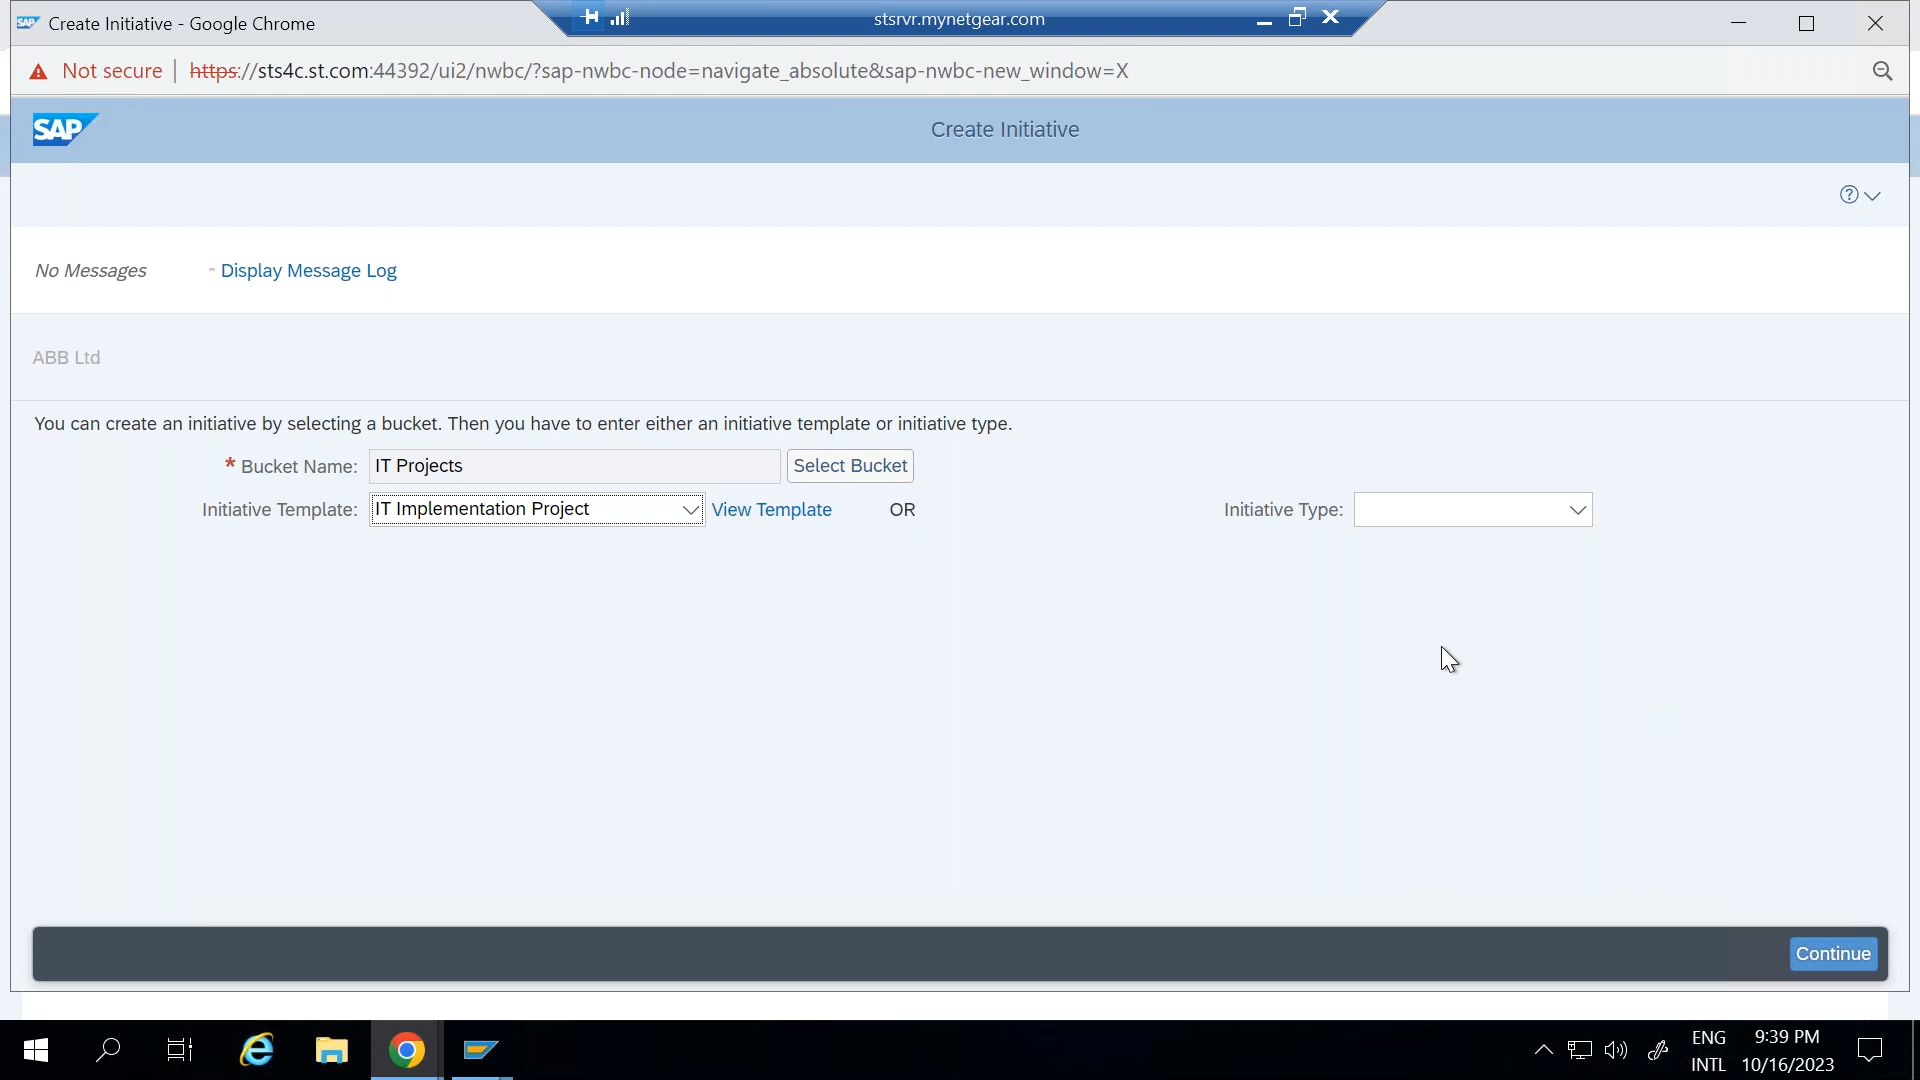 SAP Create Initiative - Google Chrome
stsrvr.mynetgear.com
Not secure | https://sts4c.st.com:44392/ui2/nwbc/?sap-nwbc-node=navigate_absolute&sap-nwbc-new_window=X
SAP
Create Initiative
No Messages - Display Message Log
ABB Ltd
You can create an initiative by selecting a bucket. Then you have to enter either an initiative template or initiative type.
* Bucket Name: IT Projects Select Bucket
Initiative Template: IT Implementation Project View Template OR Initiative Type:
Continue
ENG 9:39 PM
INTL 10/16/2023